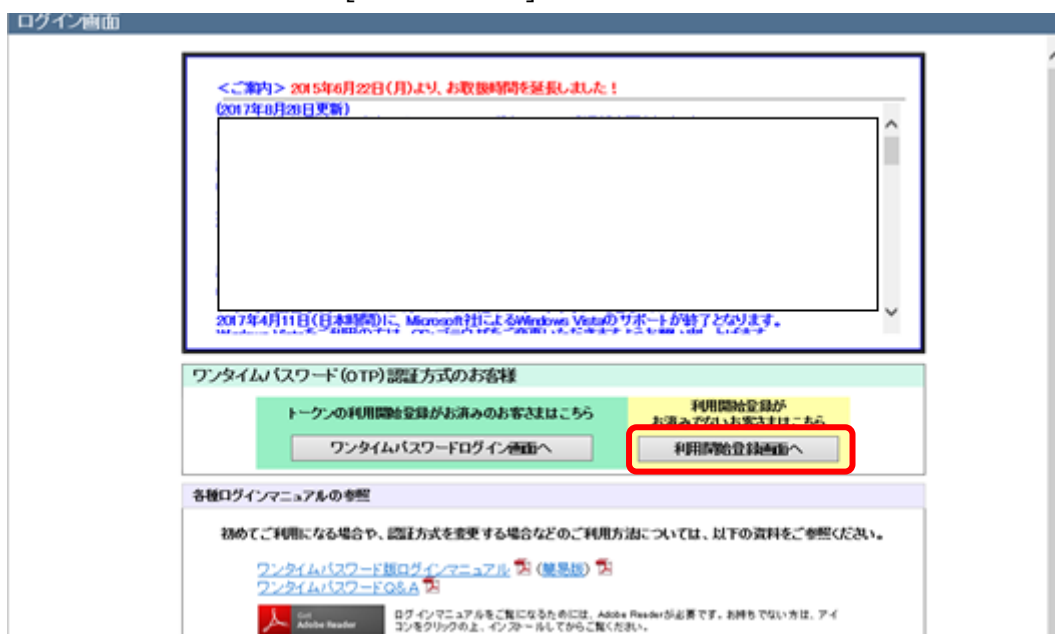 ログイン画面
<ご案内> 2015年6月22日(月)より、お取扱時間を延長しました!
(2017年8月28日更新)
2017年4月11日(日本時間)に、Microsoft社によるWindows Vistaのサポートが終了となります。
ワンタイムパスワード(OTP)認証方式のお客様
トークンの利用開始登録がお済みのお客さまはこちら
ワンタイムパスワードログイン画面へ
利用開始登録が
お済みでないお客さまはこちら
利用開始登録画面へ
各種ログインマニュアルの参照
初めてご利用になる場合や、認証方式を変更する場合などのご利用方法については、以下の資料をご参照ください。
ワンタイムパスワード版ログインマニュアル (簡易版)
ワンタイムパスワードQ&A
Get
Adobe Reader
ログインマニュアルをご覧になるためには、Adobe Readerが必要です。お持ちでない方は、アイ
コンをクリックの上、インストールしてからご覧ください。